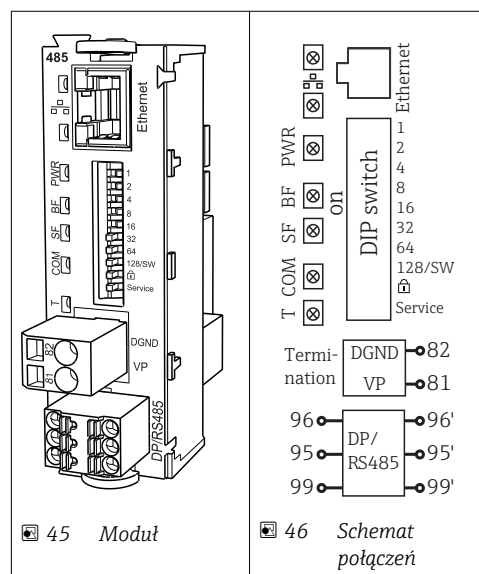 485
Ethernet
PWR
BF
SF
COM
T
1
2
4
8
16
32
64
128/SW
Service
82
81
DGND
VP
DP/RS485
45 Moduł
Ethernet
PWR
BF
SF
COM
T
on
DIP switch
1
2
4
8
16
32
64
128/SW
Service
Termi-
nation
DGND
VP
82
81
96
95
99
DP/
RS485
96'
95'
99'
46 Schemat
połączeń